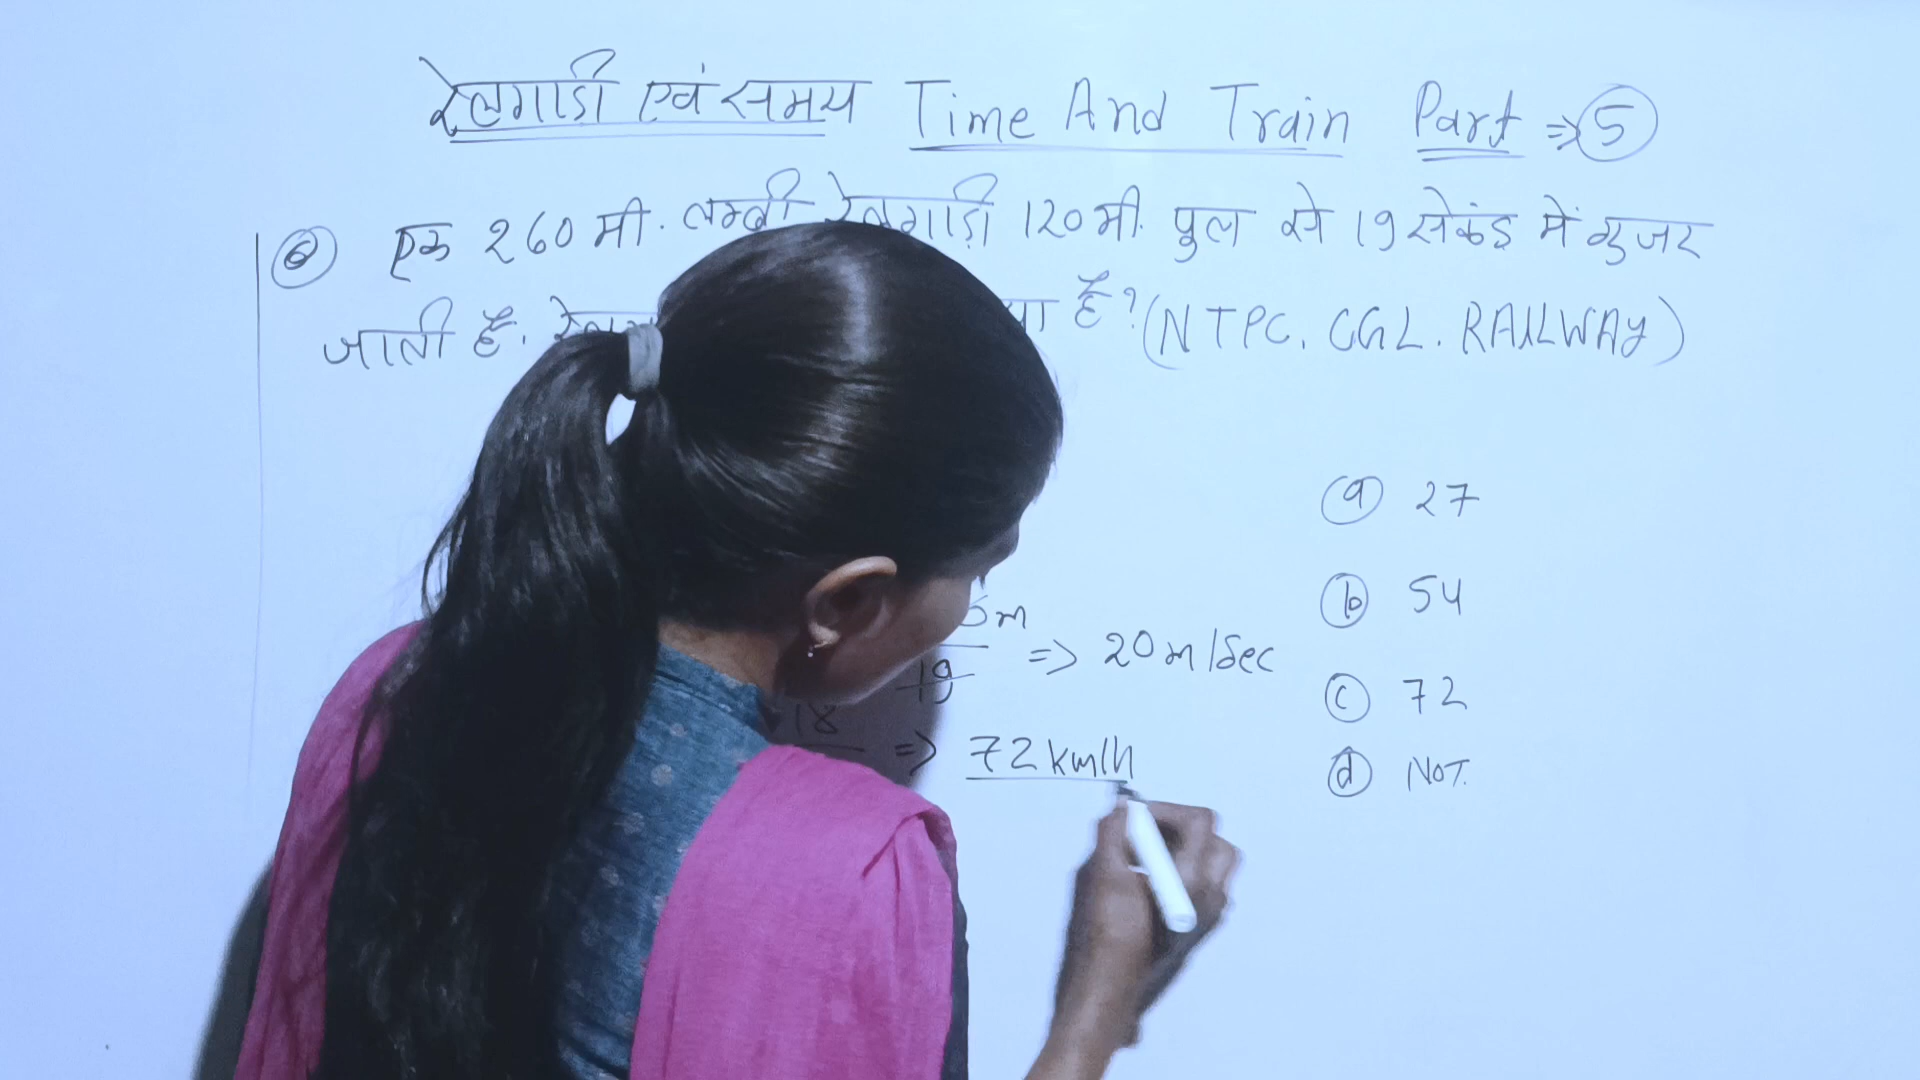 रेलगाडी एवं समय Time And Train Part ⇒ 5
6 एक 260 मी. लम्बी रेलगाड़ी 120 मी. पुल से 19 सेकंड में गुजर
जाती है. है? (NTPC. CGL. RAILWAY)
a 27
b 54
m
19 => 20 m/sec
c 72
18 => 72 km/h
d NOT.